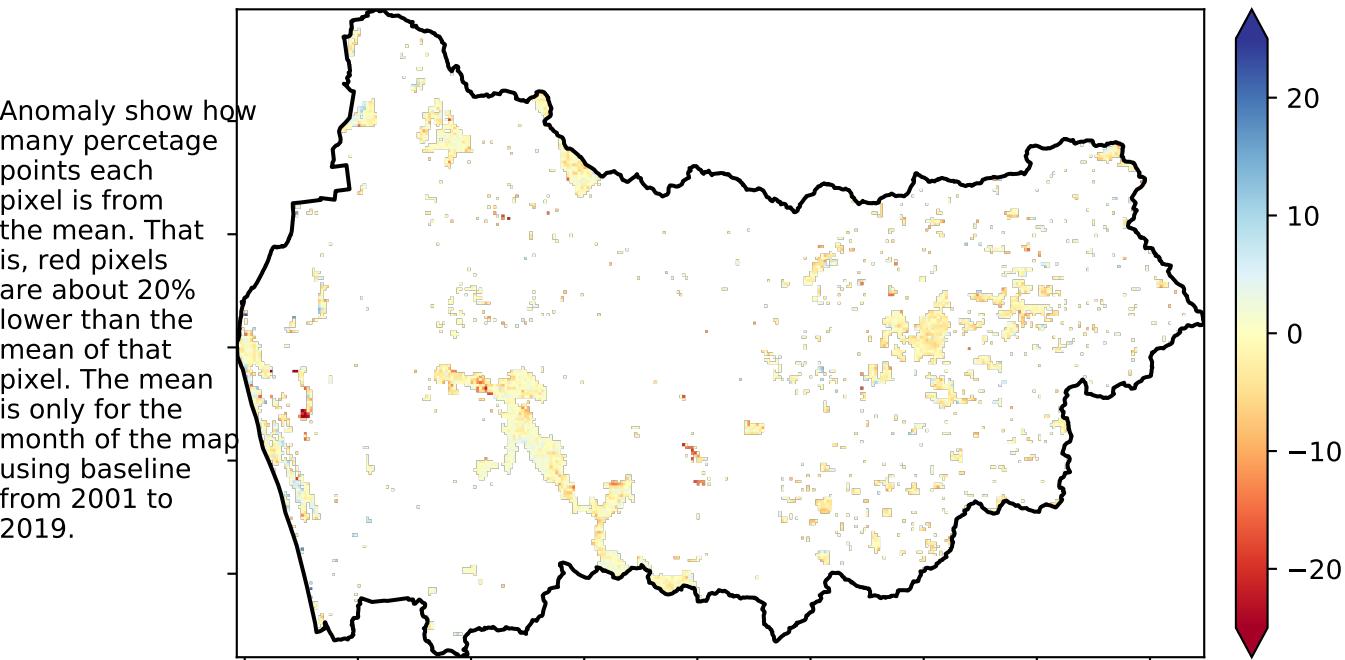 Anomaly show how
many percetage
points each
pixel is from
the mean. That
is, red pixels
are about 20%
lower than the
mean of that
pixel. The mean
is only for the
month of the map
using baseline
from 2001 to
2019.
20
10
0
−10
−20